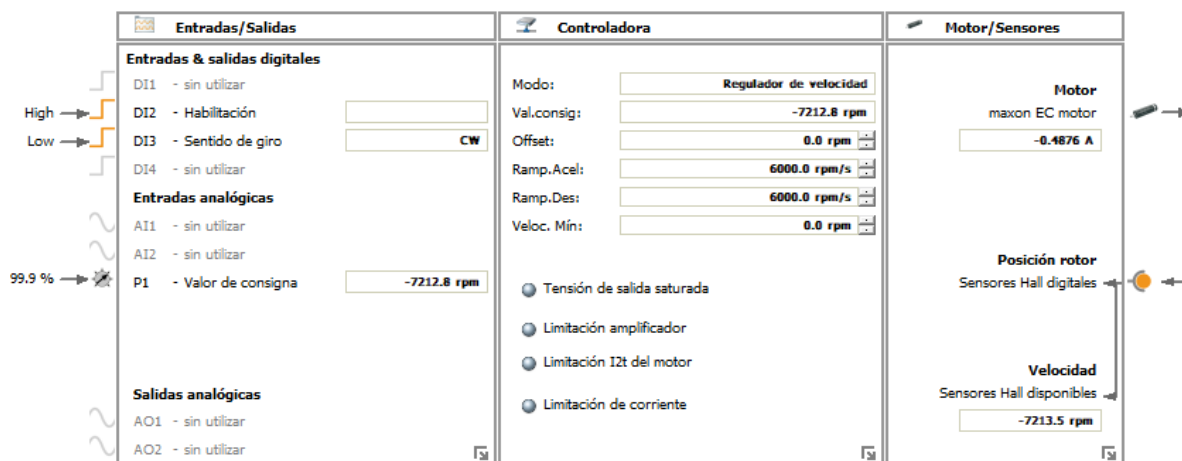 Entradas/Salidas
Entradas & salidas digitales
DI1 - sin utilizar
High DI2 - Habilitación
Low DI3 - Sentido de giro CW
DI4 - sin utilizar
Entradas analógicas
AI1 - sin utilizar
AI2 - sin utilizar
99.9 % P1 - Valor de consigna -7212.8 rpm
Salidas analógicas
AO1 - sin utilizar
AO2 - sin utilizar
Controladora
Modo: Regulador de velocidad
Val.consig: -7212.8 rpm
Offset: 0.0 rpm
Ramp.Acel: 6000.0 rpm/s
Ramp.Des: 6000.0 rpm/s
Veloc. Mín: 0.0 rpm
Tensión de salida saturada
Limitación amplificador
Limitación I2t del motor
Limitación de corriente
Motor/Sensores
Motor
maxon EC motor
-0.4876 A
Posición rotor
Sensores Hall digitales
Velocidad
Sensores Hall disponibles
-7213.5 rpm